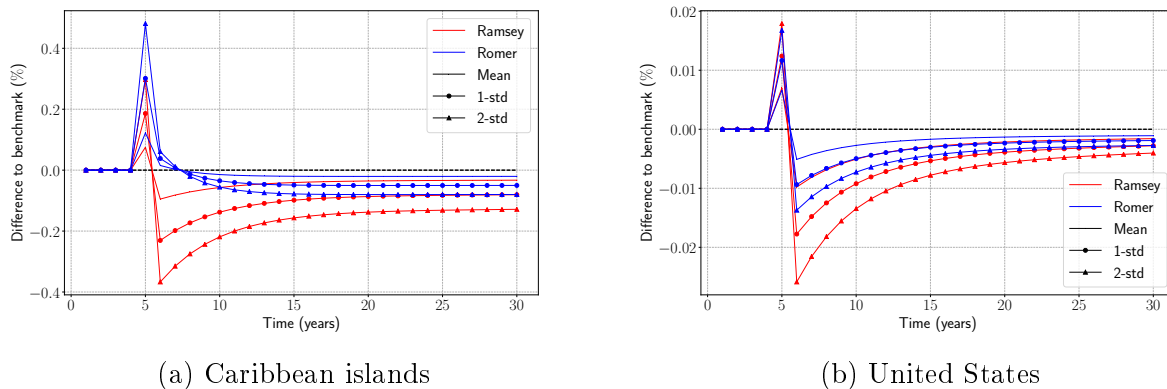 0.4
0.2
0.0
−0.2
−0.4
Difference to benchmark (%)
0 5 10 15 20 25 30
Time (years)
Ramsey
Romer
Mean
1-std
2-std
(a) Caribbean islands
0.02
0.01
0.00
−0.01
−0.02
Difference to benchmark (%)
0 5 10 15 20 25 30
Time (years)
Ramsey
Romer
Mean
1-std
2-std
(b) United States